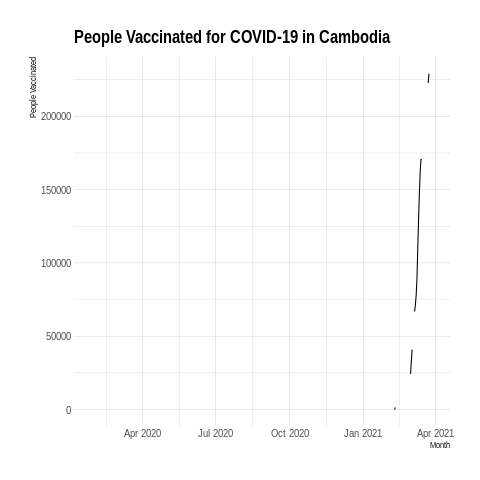 People Vaccinated for COVID-19 in Cambodia
People Vaccinated
200000
150000
100000
50000
0
Apr 2020 Jul 2020 Oct 2020 Jan 2021 Apr 2021
Month